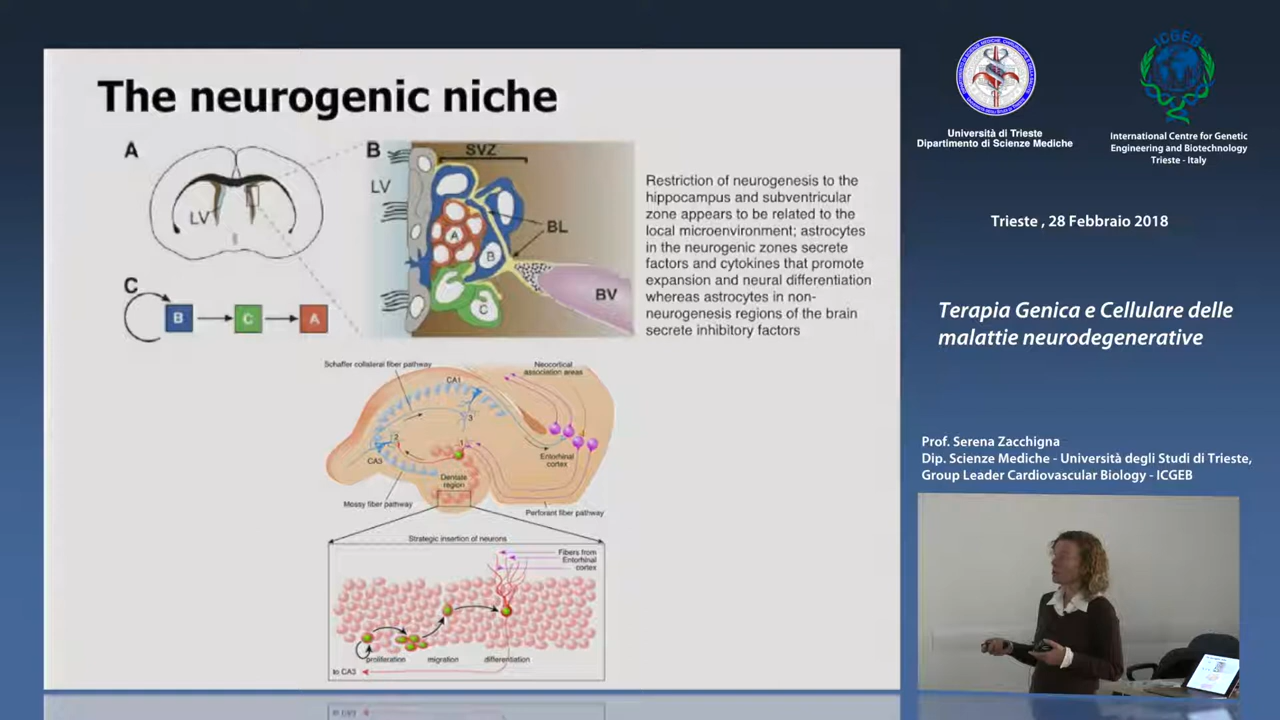 The neurogenic niche
A
LV
B
SVZ
LV
BL
A
B
C
BV
C
B
C
A
Restriction of neurogenesis to the
hippocampus and subventricular
zone appears to be related to the
local microenvironment; astrocytes
in the neurogenic zones secrete
factors and cytokines that promote
expansion and neural differentiation
whereas astrocytes in non-
neurogenesis regions of the brain
secrete inhibitory factors
Schaffer collateral fiber pathway
Neocortical
association areas
CA1
3
2
1
CA3
Entorhinal
cortex
Dentate
region
Mossy fiber pathway
Perforant fiber pathway
Strategic insertion of neurons
Fibers from
Entorhinal
cortex
proliferation
migration
differentiation
to CA3
ICGEB
Università di Trieste
Dipartimento di Scienze Mediche
International Centre for Genetic
Engineering and Biotechnology
Trieste - Italy
Trieste , 28 Febbraio 2018
Terapia Genica e Cellulare delle
malattie neurodegenerative
Prof. Serena Zacchigna
Dip. Scienze Mediche - Università degli Studi di Trieste,
Group Leader Cardiovascular Biology - ICGEB